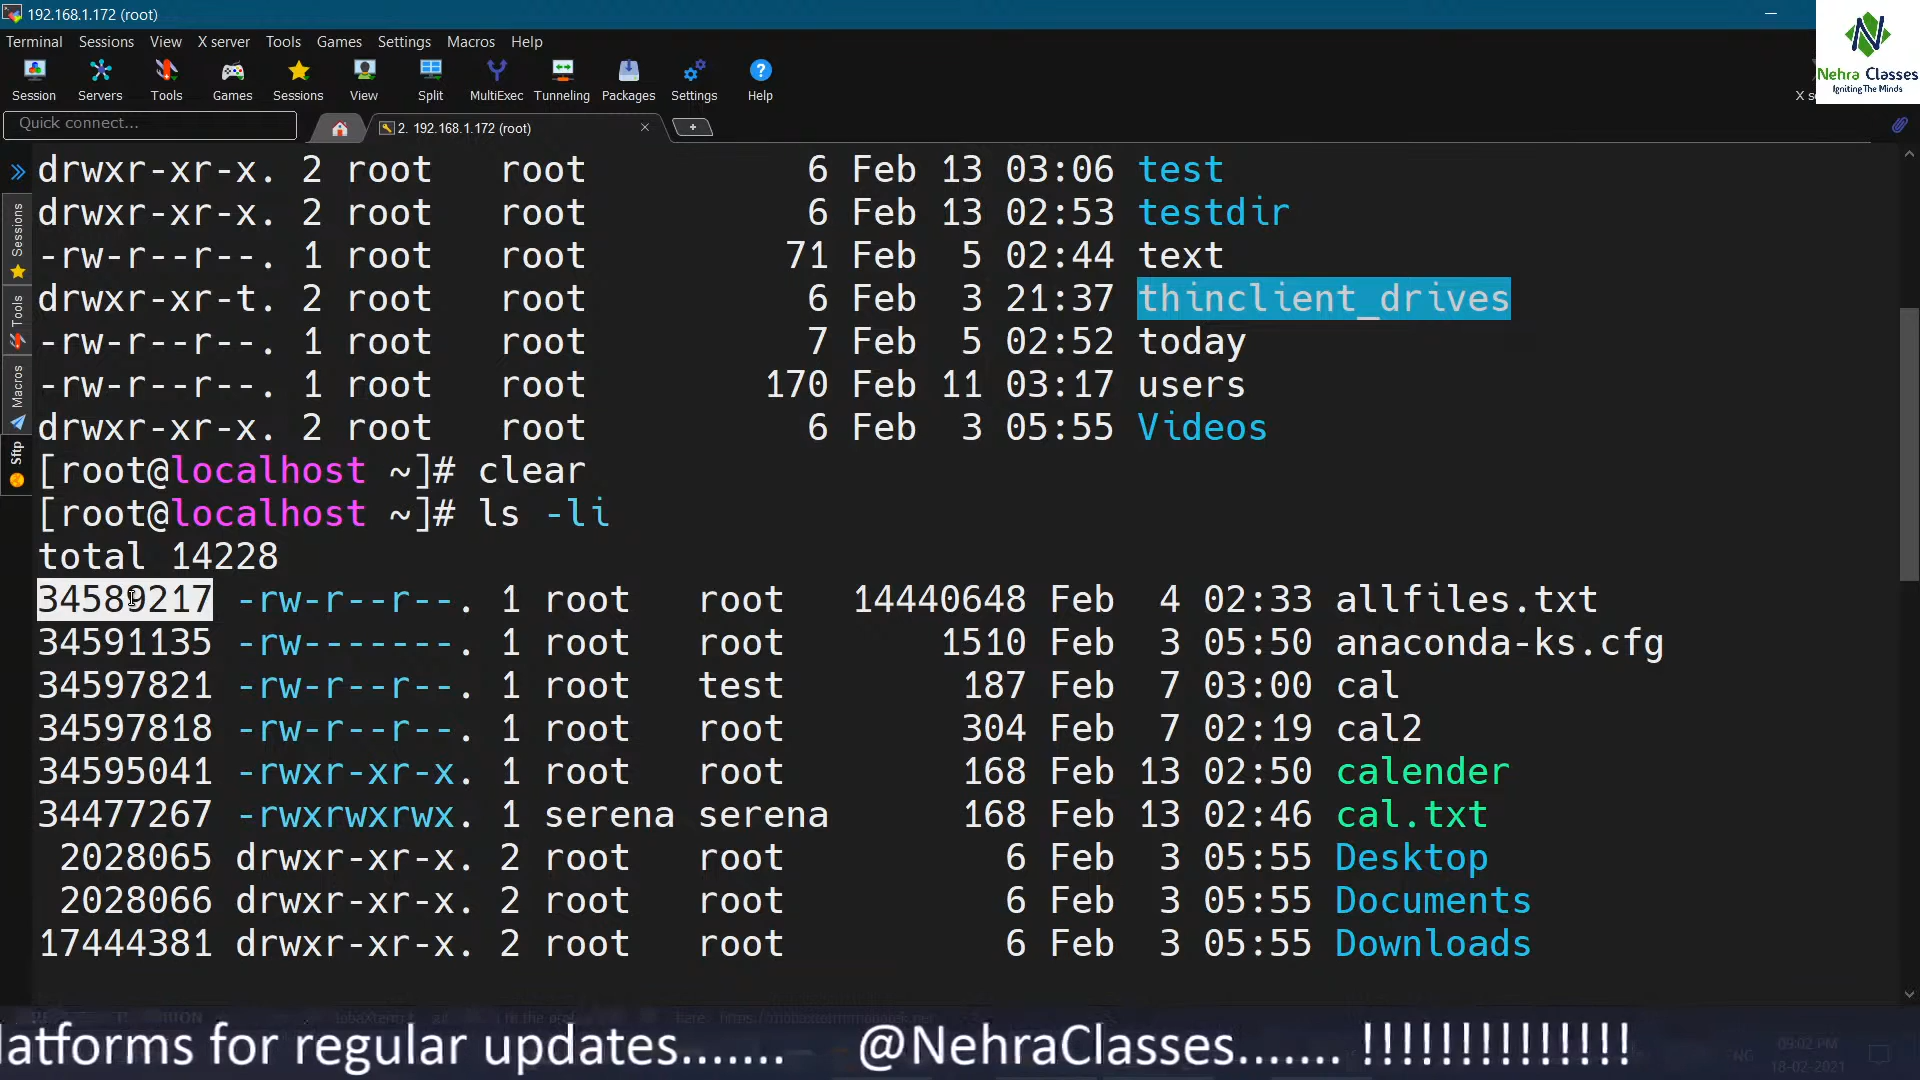 192.168.1.172 (root)
Terminal Sessions View X server Tools Games Settings Macros Help
Session Servers Tools Games Sessions View Split MultiExec Tunneling Packages Settings Help
Nehra Classes
Igniting The Minds
Quick connect...
2. 192.168.1.172 (root)
Sessions
Tools
Macros
Sftp
drwxr-xr-x. 2 root root 6 Feb 13 03:06 test
drwxr-xr-x. 2 root root 6 Feb 13 02:53 testdir
-rw-r--r--. 1 root root 71 Feb 5 02:44 text
drwxr-xr-t. 2 root root 6 Feb 3 21:37 thinclient_drives
-rw-r--r--. 1 root root 7 Feb 5 02:52 today
-rw-r--r--. 1 root root 170 Feb 11 03:17 users
drwxr-xr-x. 2 root root 6 Feb 3 05:55 Videos
[root@localhost ~]# clear
[root@localhost ~]# ls -li
total 14228
34589217 -rw-r--r--. 1 root root 14440648 Feb 4 02:33 allfiles.txt
34591135 -rw-------. 1 root root 1510 Feb 3 05:50 anaconda-ks.cfg
34597821 -rw-r--r--. 1 root test 187 Feb 7 03:00 cal
34597818 -rw-r--r--. 1 root root 304 Feb 7 02:19 cal2
34595041 -rwxr-xr-x. 1 root root 168 Feb 13 02:50 calender
34477267 -rwxrwxrwx. 1 serena serena 168 Feb 13 02:46 cal.txt
2028065 drwxr-xr-x. 2 root root 6 Feb 3 05:55 Desktop
2028066 drwxr-xr-x. 2 root root 6 Feb 3 05:55 Documents
17444381 drwxr-xr-x. 2 root root 6 Feb 3 05:55 Downloads
latforms for regular updates....... @NehraClasses....... !!!!!!!!!!!!!!
09:02 PM
18-02-2021